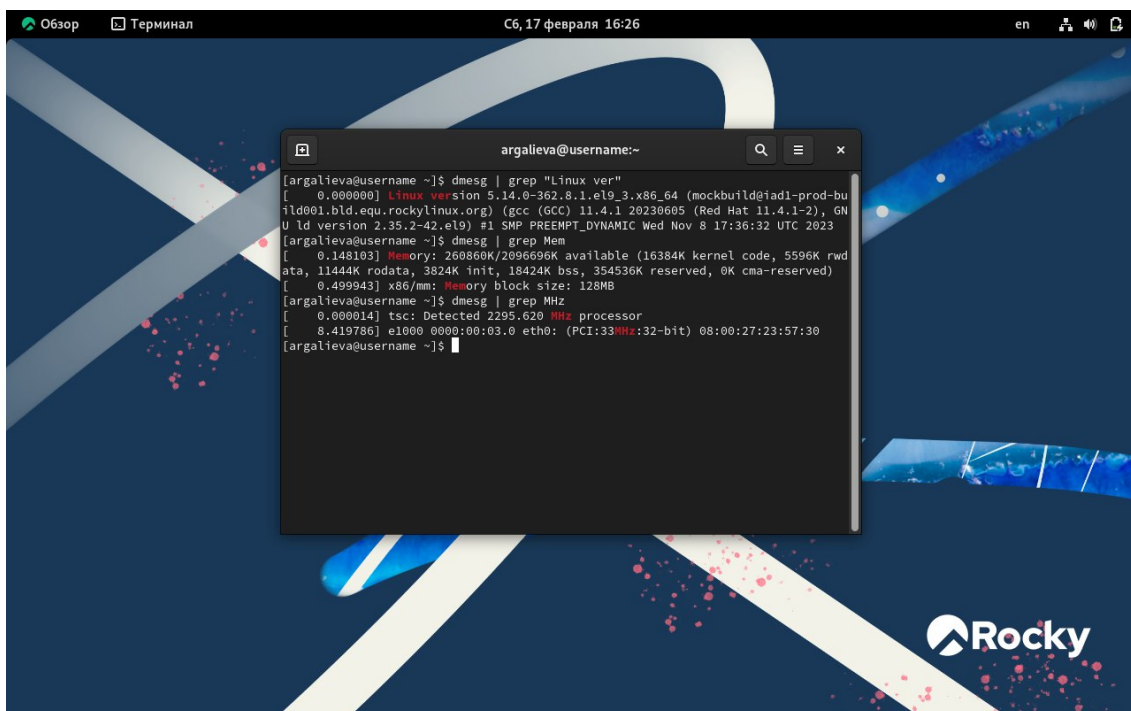 Обзор Терминал Сб, 17 февраля 16:26 en
argalieva@username:~
[argalieva@username ~]$ dmesg | grep "Linux ver"
[    0.000000] Linux version 5.14.0-362.8.1.el9_3.x86_64 (mockbuild@iad1-prod-bu
ild001.bld.equ.rockylinux.org) (gcc (GCC) 11.4.1 20230605 (Red Hat 11.4.1-2), GN
U ld version 2.35.2-42.el9) #1 SMP PREEMPT_DYNAMIC Wed Nov 8 17:36:32 UTC 2023
[argalieva@username ~]$ dmesg | grep Mem
[    0.148103] Memory: 260860K/2096696K available (16384K kernel code, 5596K rwd
ata, 11444K rodata, 3824K init, 18424K bss, 354536K reserved, 0K cma-reserved)
[    0.499943] x86/mm: Memory block size: 128MB
[argalieva@username ~]$ dmesg | grep MHz
[    0.000014] tsc: Detected 2295.620 MHz processor
[    8.419786] e1000 0000:00:03.0 eth0: (PCI:33MHz:32-bit) 08:00:27:23:57:30
[argalieva@username ~]$
Rocky